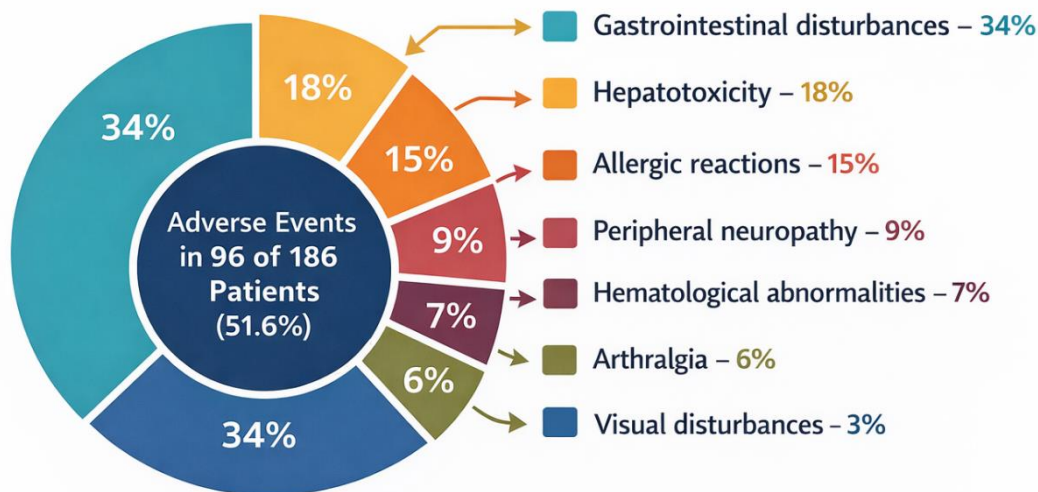 34%
18%
15%
9%
7%
6%
34%
Adverse Events
in 96 of 186
Patients
(51.6%)
Gastrointestinal disturbances – 34%
Hepatotoxicity – 18%
Allergic reactions – 15%
Peripheral neuropathy – 9%
Hematological abnormalities – 7%
Arthralgia – 6%
Visual disturbances – 3%